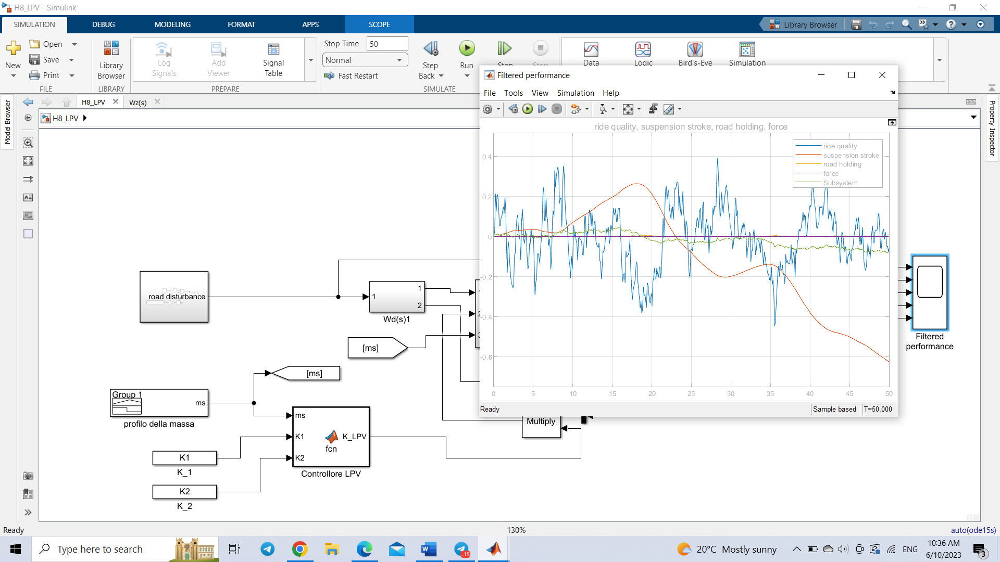 H8_LPV - Simulink
SIMULATION
DEBUG
MODELING
FORMAT
APPS
SCOPE
Library Browser
New
Open
Save
Print
FILE
Library
Browser
LIBRARY
Log
Signals
Add
Viewer
Signal
Table
PREPARE
Stop Time
50
Normal
Fast Restart
Step
Back
Run
Step
Stop
SIMULATE
Data
Logic
Bird's-Eye
Simulation
Model Browser
Property Inspector
H8_LPV
Wz(s)
H8_LPV
Filtered performance
File
Tools
View
Simulation
Help
ride quality, suspension stroke, road holding, force
ride quality
suspension stroke
road holding
force
Subsystem
0.4
0.2
0
-0.2
-0.4
-0.6
0
5
10
15
20
25
30
35
40
45
50
Ready
Sample based
T=50.000
road disturbance
1
1
2
Wd(s)1
[ms]
[ms]
Group 1
ms
profilo della massa
ms
K1
K2
K_LPV
fcn
Controllore LPV
K1
K_1
K2
K_2
Multiply
Filtered
performance
Ready
130%
auto(ode15s)
Type here to search
..15
20°C Mostly sunny
ENG
10:36 AM
6/10/2023
3